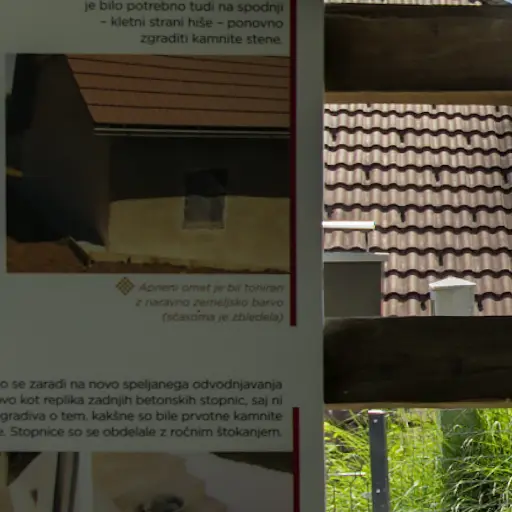 je bilo potrebno tudi na spodnji
– kletni strani hiše – ponovno
zgraditi kamnite stene.
Apneni omet je bil toniran
z naravno zemeljsko barvo
(sčasoma je zbledela)
o se zaradi na novo speljanega odvodnjavanja
vo kot replika zadnjih betonskih stopnic, saj ni
gradiva o tem, kakšne so bile prvotne kamnite
e. Stopnice so se obdelale z ročnim štokanjem.